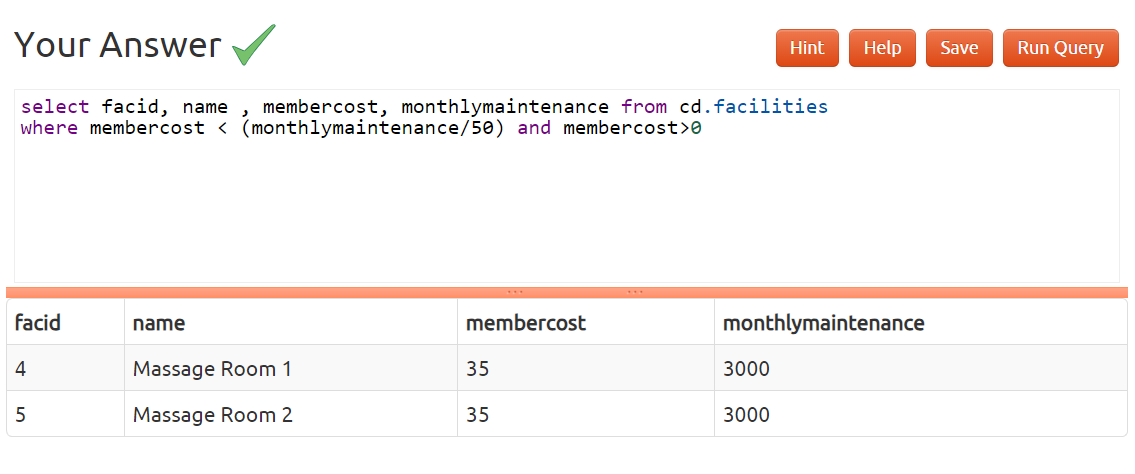 Your Answer
Hint Help Save Run Query
select facid, name , membercost, monthlymaintenance from cd.facilities
where membercost < (monthlymaintenance/50) and membercost>0
facid name membercost monthlymaintenance
4 Massage Room 1 35 3000
5 Massage Room 2 35 3000